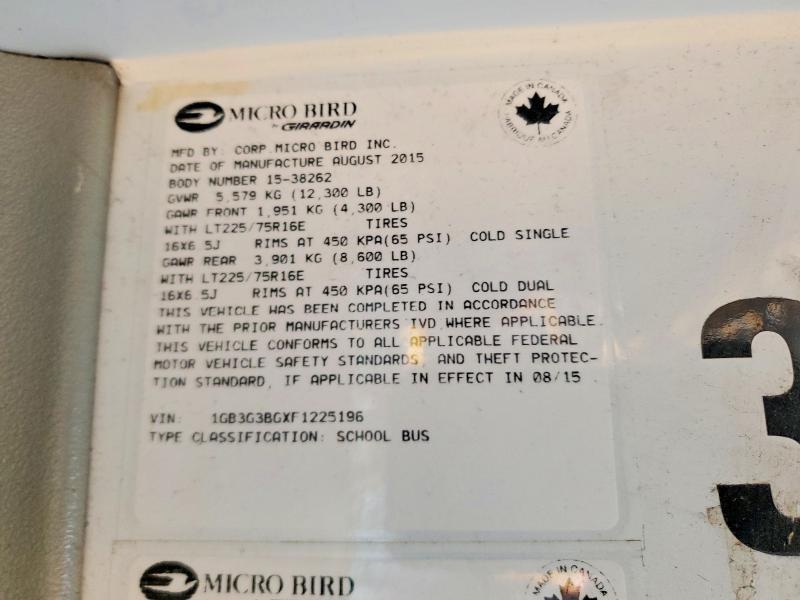 MICRO BIRD
by GIRARDIN
MADE IN CANADA
FABRIQUÉ AU CANADA
MFD BY: CORP.MICRO BIRD INC.
DATE OF MANUFACTURE AUGUST 2015
BODY NUMBER 15-38262
GVWR 5,579 KG (12,300 LB)
GAWR FRONT 1,951 KG (4,300 LB)
WITH LT225/75R16E TIRES
16X6.5J RIMS AT 450 KPA(65 PSI) COLD SINGLE
GAWR REAR 3,901 KG (8,600 LB)
WITH LT225/75R16E TIRES
16X6.5J RIMS AT 450 KPA(65 PSI) COLD DUAL
THIS VEHICLE HAS BEEN COMPLETED IN ACCORDANCE
WITH THE PRIOR MANUFACTURERS IVD,WHERE APPLICABLE.
THIS VEHICLE CONFORMS TO ALL APPLICABLE FEDERAL
MOTOR VEHICLE SAFETY STANDARDS, AND THEFT PROTEC-
TION STANDARD, IF APPLICABLE IN EFFECT IN 08/15
VIN: 1GB3G3BGXF1225196
TYPE CLASSIFICATION: SCHOOL BUS
3
MICRO BIRD
MADE IN CANADA